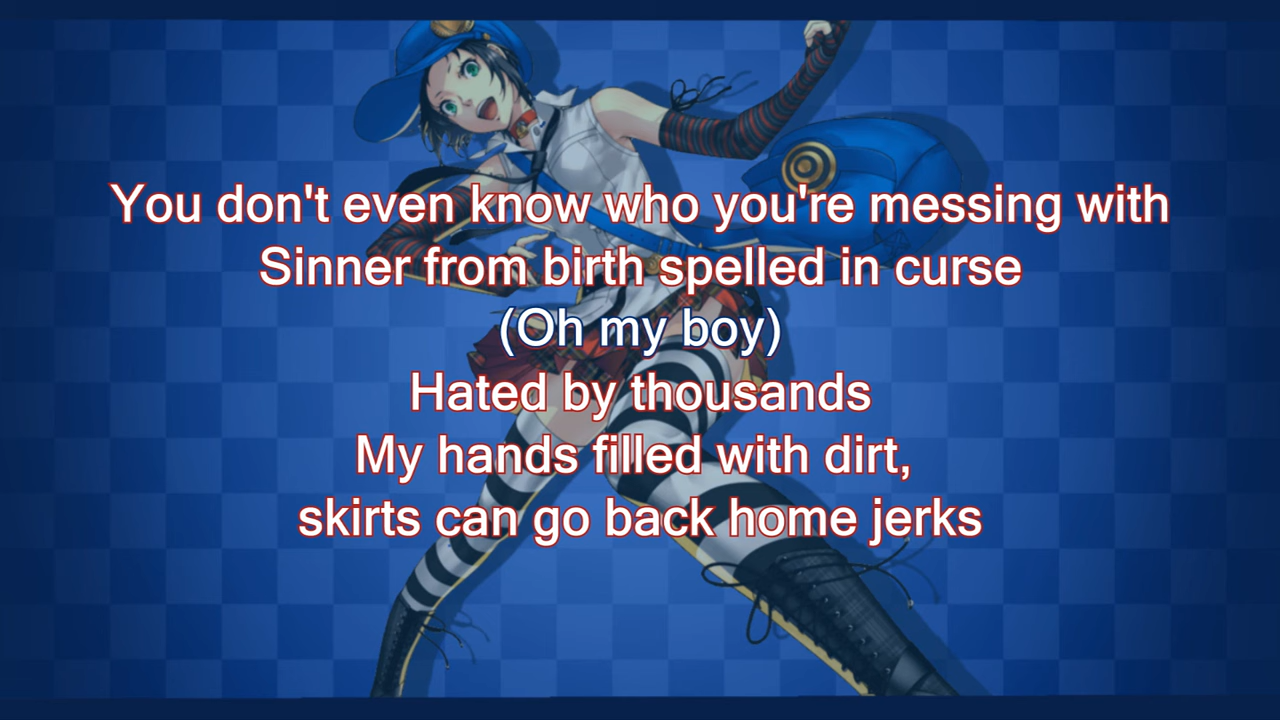 You don't even know who you're messing with
Sinner from birth spelled in curse
(Oh my boy)
Hated by thousands
My hands filled with dirt,
skirts can go back home jerks